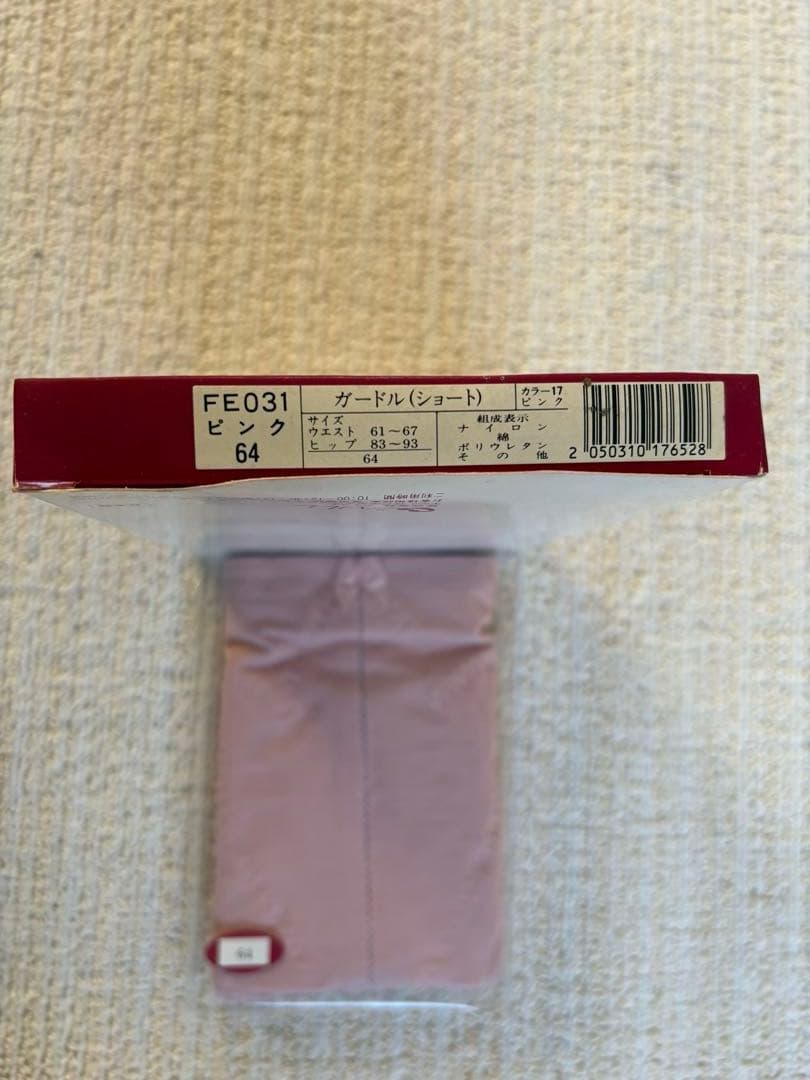 FE031
ピンク
64
ガードル(ショート)
カラー17
ピンク
サイズ
ウエスト 61〜67
ヒップ 83〜93
64
組成表示
ナイロン
綿
ポリウレタン
その他
2 050310 176528
64